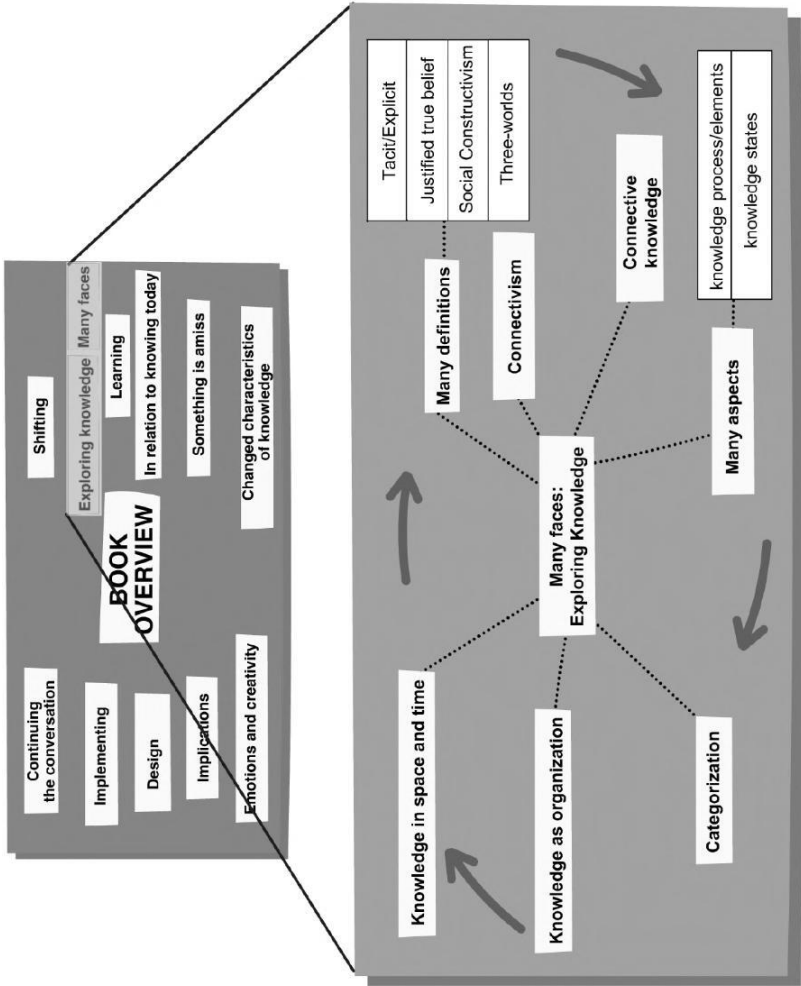 Continuing
the conversation
Implementing
Design
Implications
Emotions and creativity
BOOK
OVERVIEW
Shifting
Exploring knowledge Many faces
Learning
In relation to knowing today
Something is amiss
Changed characteristics
of knowledge
Many faces:
Exploring Knowledge
Many definitions
Tacit/Explicit
Justified true belief
Social Constructivism
Three-worlds
Connectivism
Connective
knowledge
Many aspects
knowledge process/elements
knowledge states
Categorization
Knowledge as organization
Knowledge in space and time